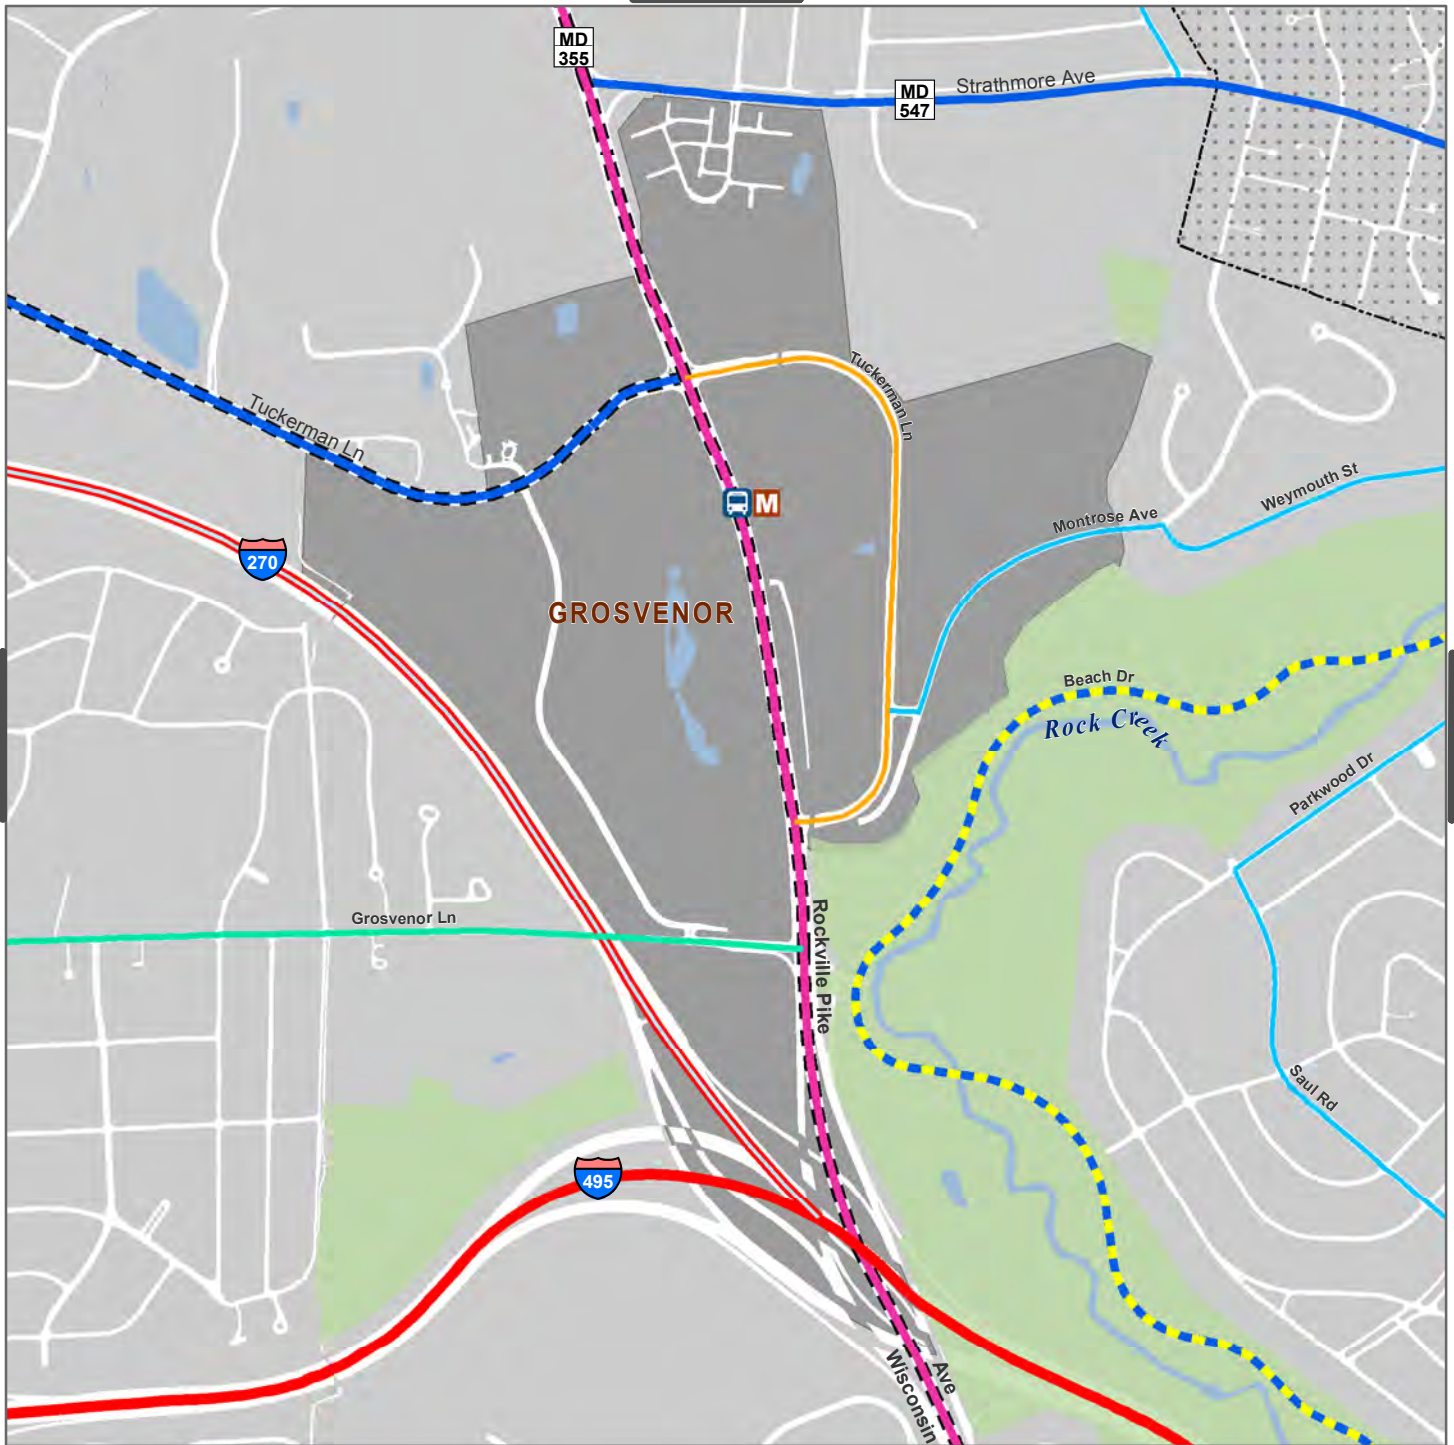 MD
355
MD
547
Strathmore Ave
Tuckerman Ln
Tuckerman Ln
M
Weymouth St
Montrose Ave
270
GROSVENOR
Beach Dr
Rock Creek
Parkwood Dr
Grosvenor Ln
Rockville Pike
Saul Rd
495
Wisconsin
Ave